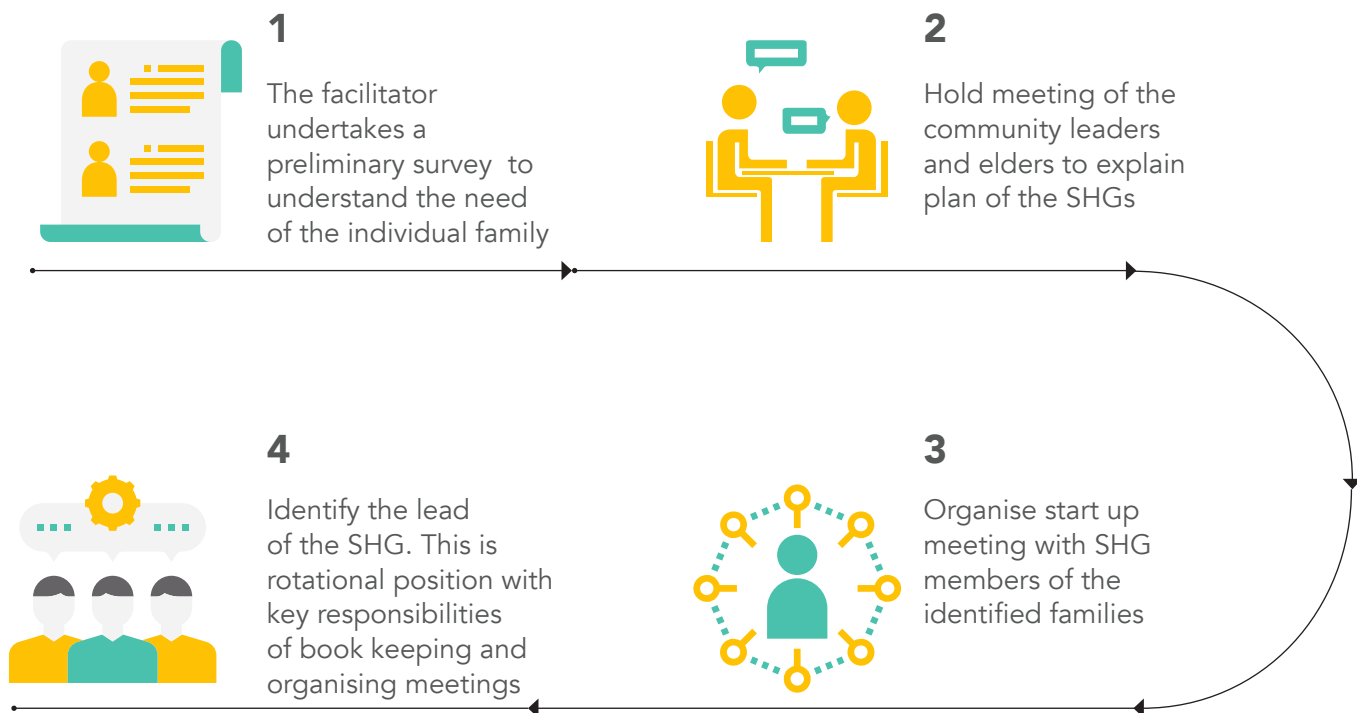 1
The facilitator
undertakes a
preliminary survey  to
understand the need
of the individual family
2
Hold meeting of the
community leaders
and elders to explain
plan of the SHGs
3
Organise start up
meeting with SHG
members of the
identified families
4
Identify the lead
of the SHG. This is
rotational position with
key responsibilities
of book keeping and
organising meetings